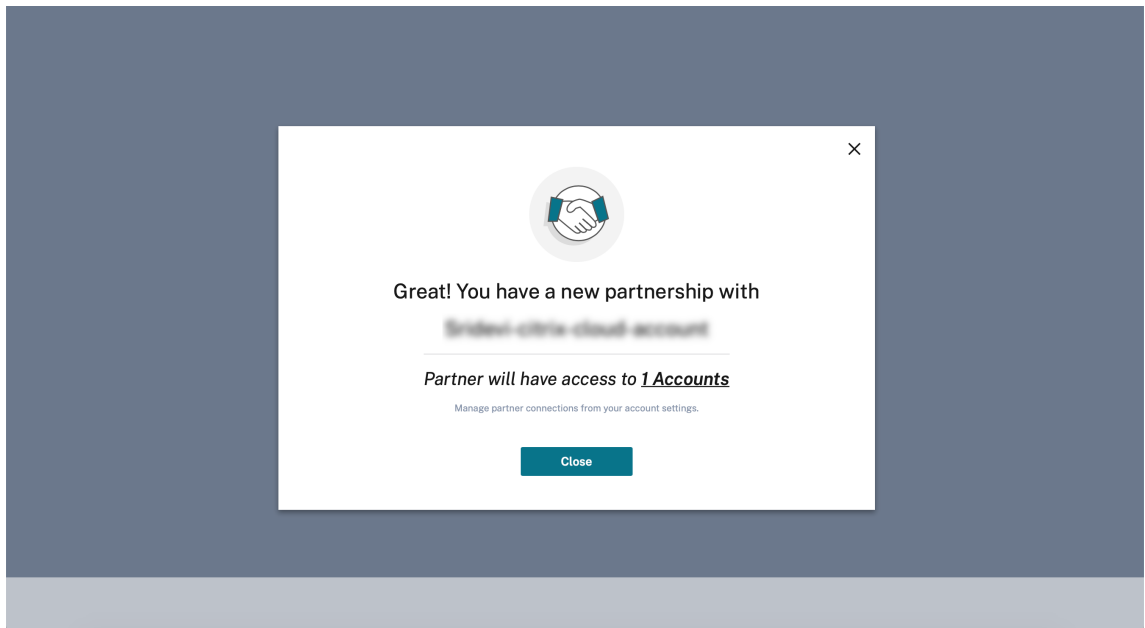 Great! You have a new partnership with
Partner will have access to 1 Accounts
Manage partner connections from your account settings.
Close